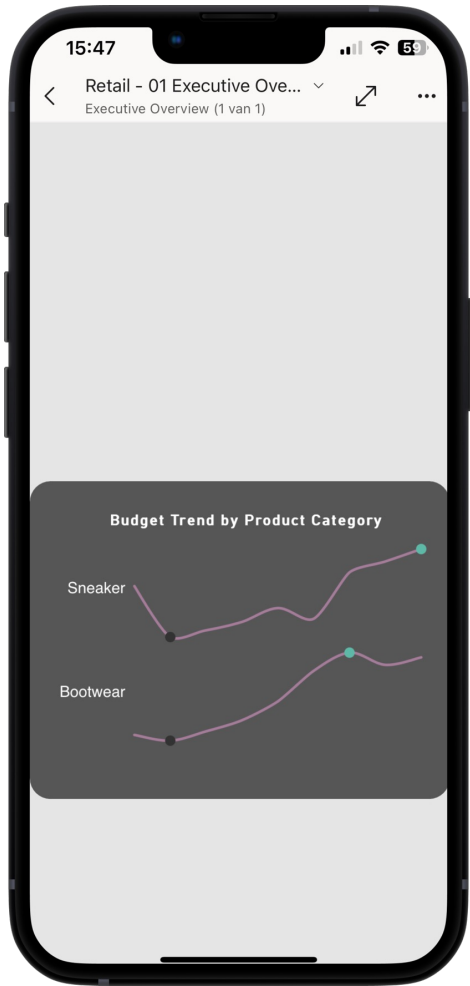 15:47
59
Retail - 01 Executive Ove...
Executive Overview (1 van 1)
Budget Trend by Product Category
Sneaker
Bootwear